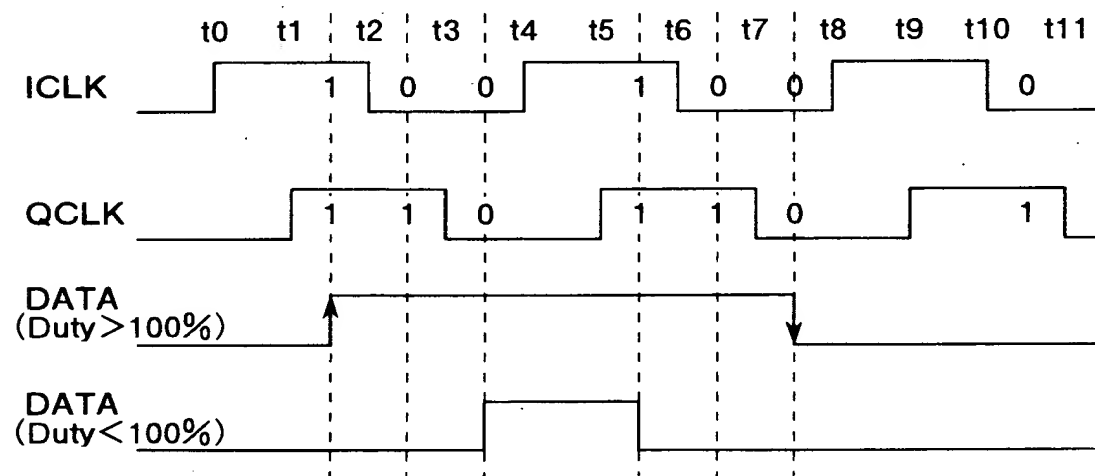 t0 t1 t2 t3 t4 t5 t6 t7 t8 t9 t10 t11
ICLK 1 0 0 1 0 0 0
QCLK 1 1 0 1 1 0 1
DATA
(Duty>100%)
DATA
(Duty<100%)